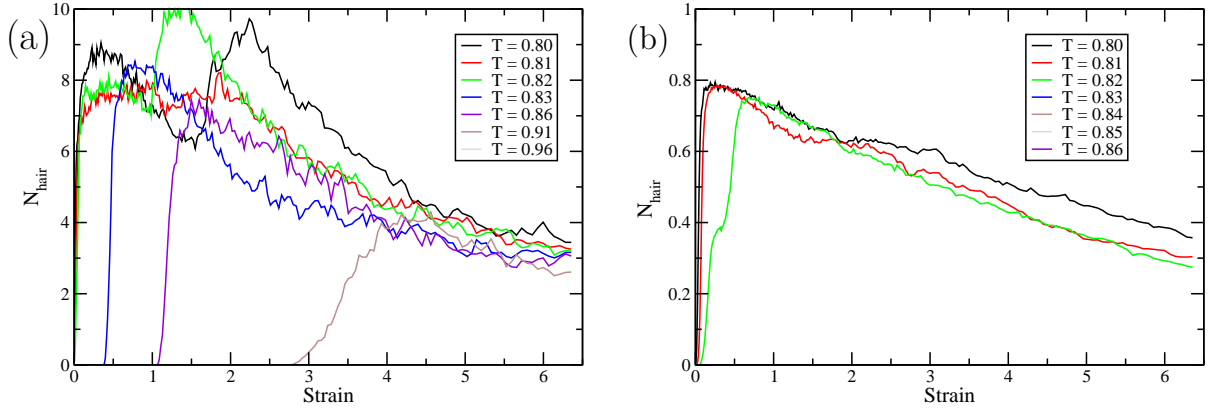 (a)
10
8
6
4
2
0
N_hair
0 1 2 3 4 5 6
Strain
T = 0.80
T = 0.81
T = 0.82
T = 0.83
T = 0.86
T = 0.91
T = 0.96
(b)
1
0.8
0.6
0.4
0.2
0
N_hair
0 1 2 3 4 5 6
Strain
T = 0.80
T = 0.81
T = 0.82
T = 0.83
T = 0.84
T = 0.85
T = 0.86